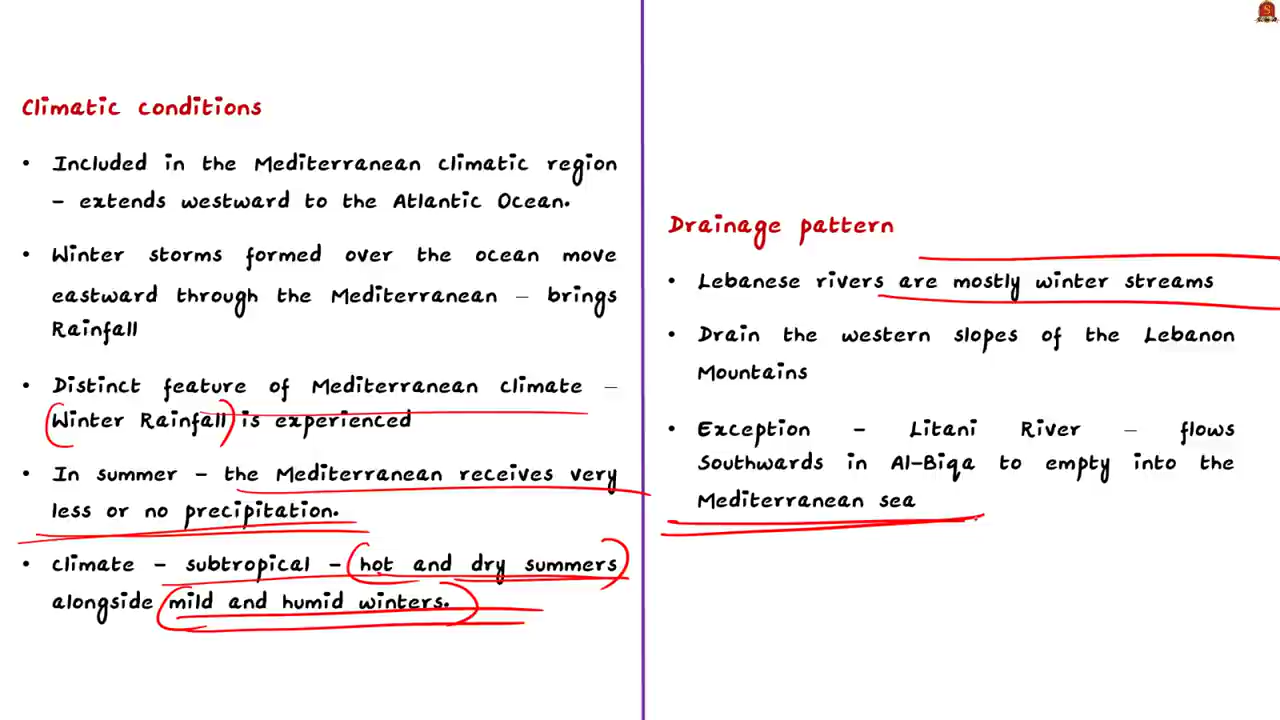 Climatic conditions
• Included in the Mediterranean climatic region
– extends westward to the Atlantic Ocean.
• Winter storms formed over the ocean move
eastward through the Mediterranean – brings
Rainfall
• Distinct feature of Mediterranean climate –
Winter Rainfall is experienced
• In summer – the Mediterranean receives very
less or no precipitation.
• climate – subtropical – hot and dry summers
alongside mild and humid winters.
Drainage pattern
• Lebanese rivers are mostly winter streams
• Drain the western slopes of the Lebanon
Mountains
• Exception – Litani River – flows
Southwards in Al-Biqa to empty into the
Mediterranean sea